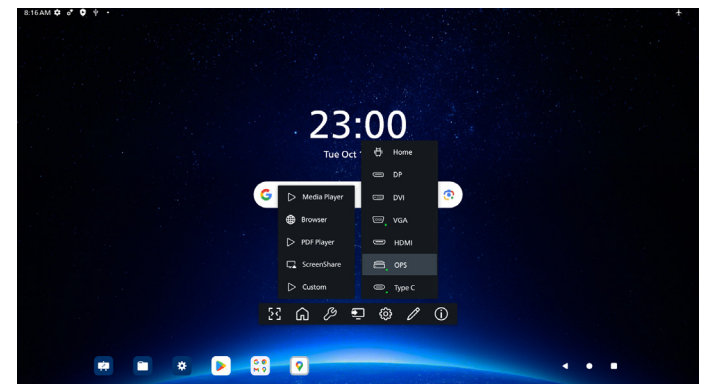 8:16 AM
23:00
Tue Oct 1
Home
DP
DVI
VGA
HDMI
OPS
Type C
Media Player
Browser
PDF Player
ScreenShare
Custom